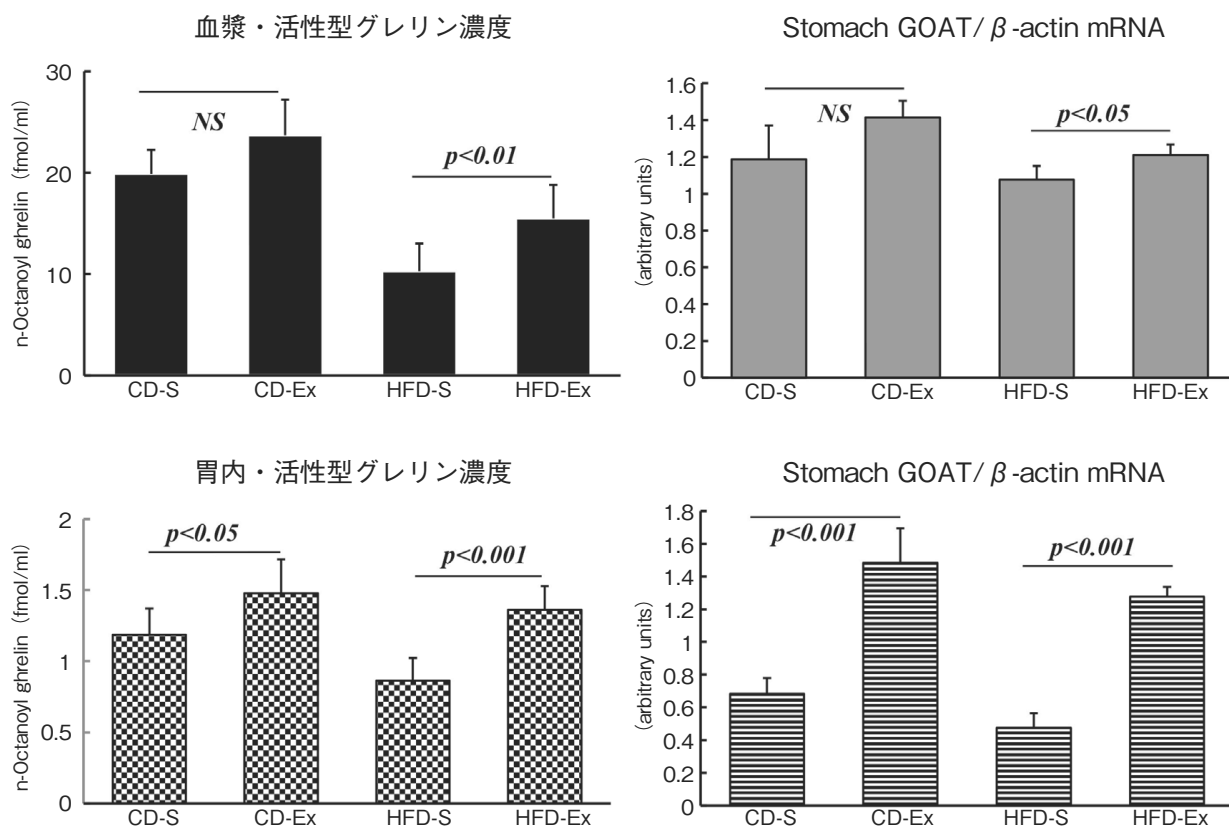 血漿・活性型グレリン濃度
n-Octanoyl ghrelin (fmol/ml)
30
20
10
0
NS
p<0.01
CD-S CD-Ex HFD-S HFD-Ex
Stomach GOAT/β-actin mRNA
(arbitrary units)
1.6
1.4
1.2
1
0.8
0.6
0.4
0.2
0
NS
p<0.05
CD-S CD-Ex HFD-S HFD-Ex
胃内・活性型グレリン濃度
n-Octanoyl ghrelin (fmol/ml)
2
1.5
1
0.5
0
p<0.05
p<0.001
CD-S CD-Ex HFD-S HFD-Ex
Stomach GOAT/β-actin mRNA
(arbitrary units)
1.8
1.6
1.4
1.2
1
0.8
0.6
0.4
0.2
0
p<0.001
p<0.001
CD-S CD-Ex HFD-S HFD-Ex